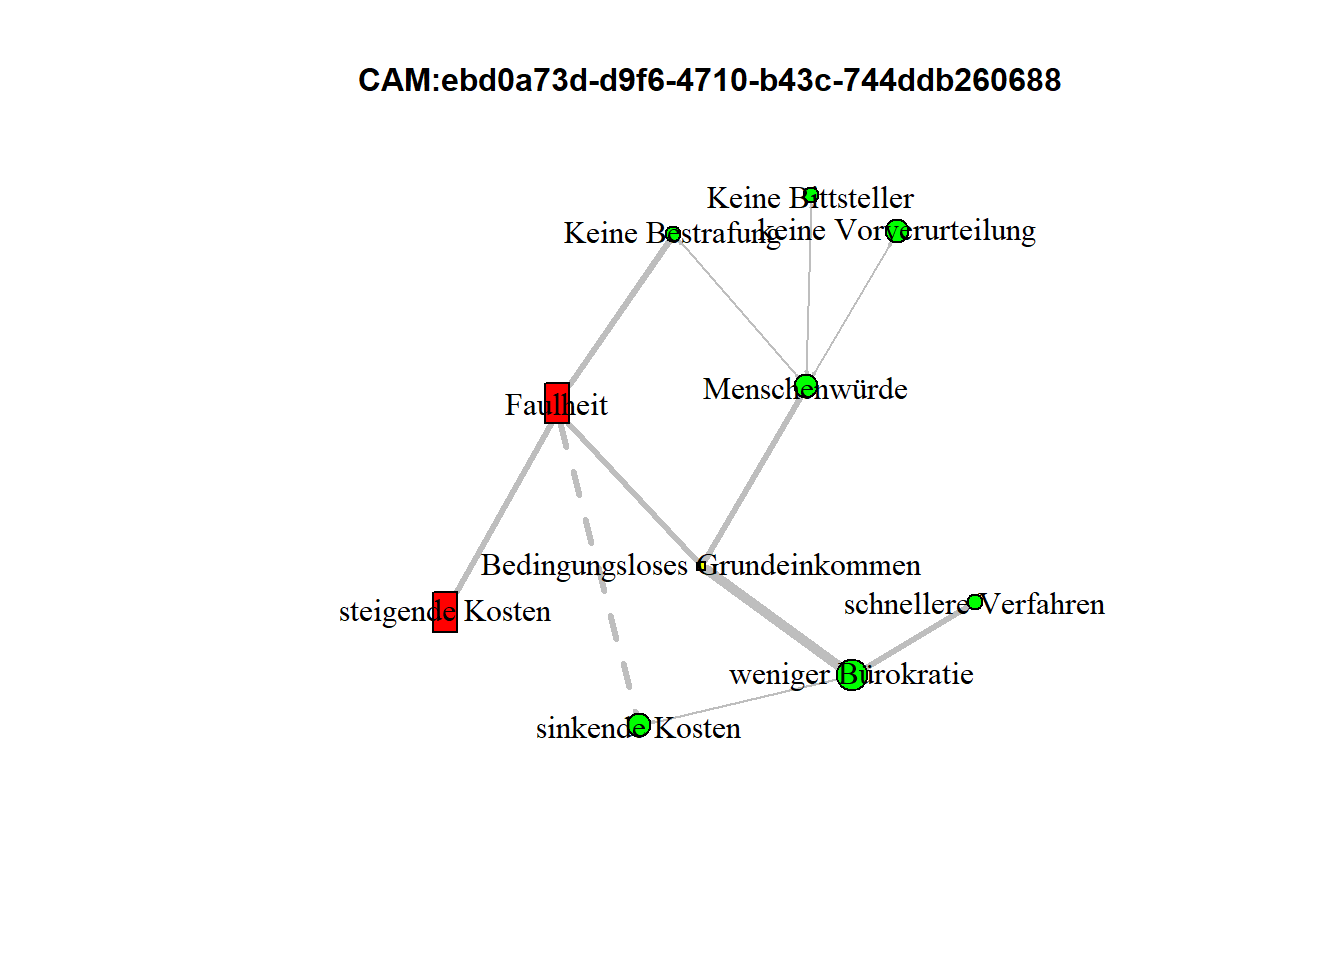 CAM:ebd0a73d-d9f6-4710-b43c-744ddb260688
Keine Bittsteller
Keine Bestrafung
keine Vorverurteilung
Menschenwürde
Faulheit
Bedingungsloses Grundeinkommen
schnellere Verfahren
steigende Kosten
weniger Bürokratie
sinkende Kosten